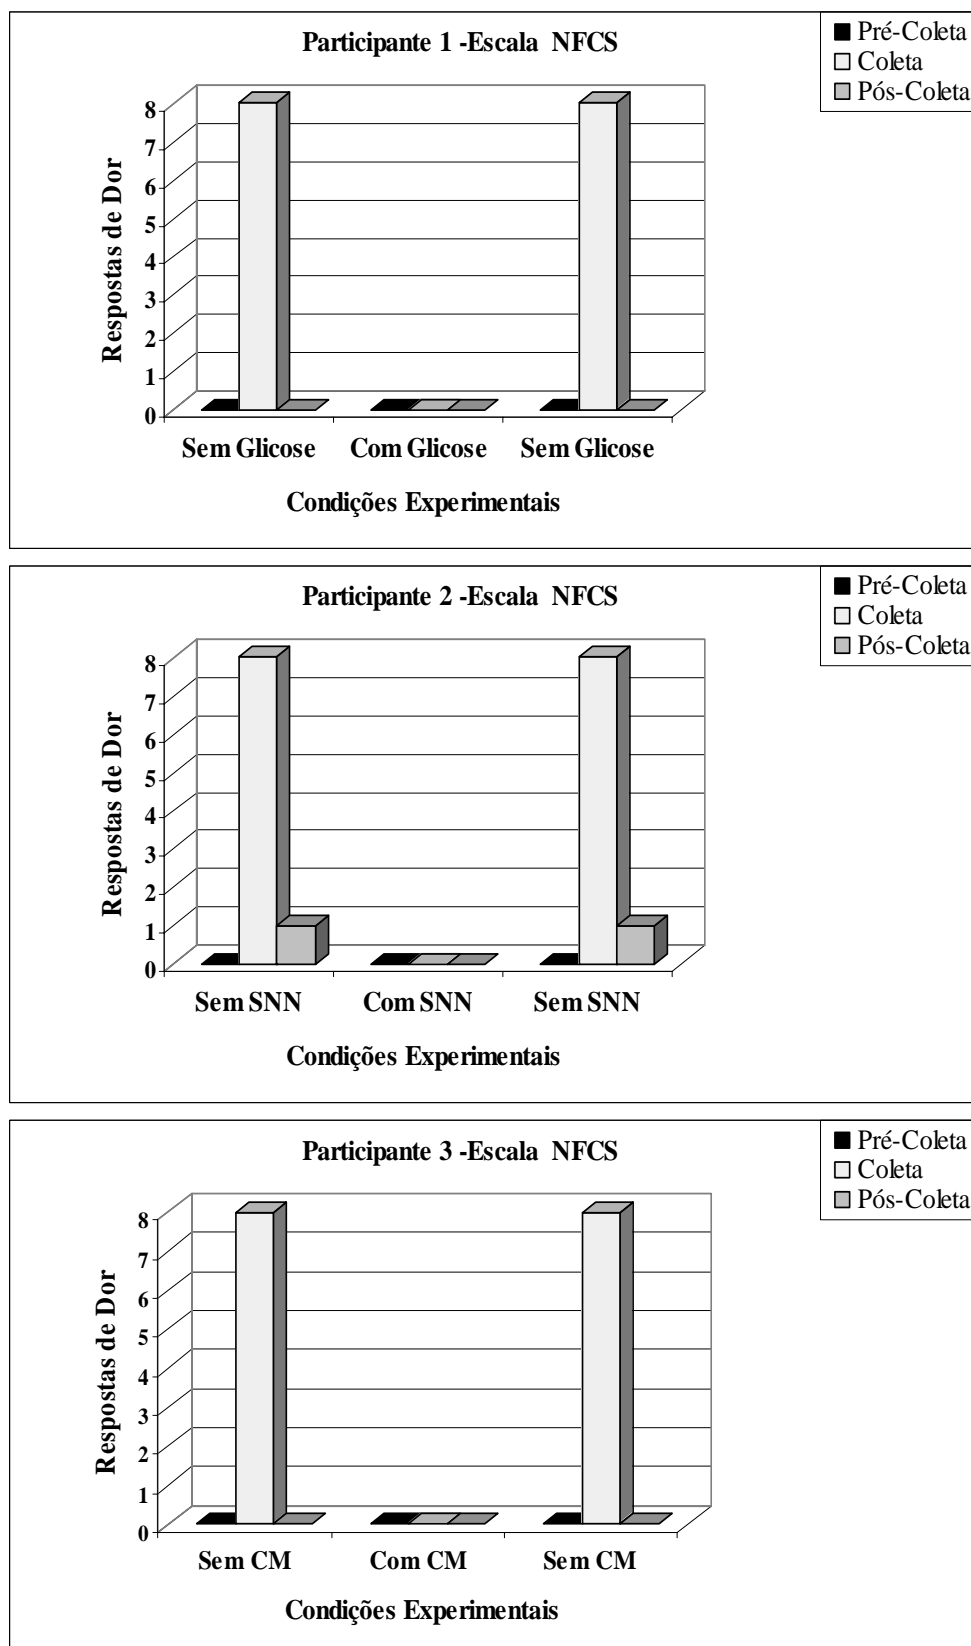 Participante 1 -Escala NFCS
Pré-Coleta
Coleta
Pós-Coleta
Respostas de Dor
8
7
6
5
4
3
2
1
0
Sem Glicose Com Glicose Sem Glicose
Condições Experimentais
Participante 2 -Escala NFCS
Pré-Coleta
Coleta
Pós-Coleta
Respostas de Dor
8
7
6
5
4
3
2
1
0
Sem SNN Com SNN Sem SNN
Condições Experimentais
Participante 3 -Escala NFCS
Pré-Coleta
Coleta
Pós-Coleta
Respostas de Dor
8
7
6
5
4
3
2
1
0
Sem CM Com CM Sem CM
Condições Experimentais